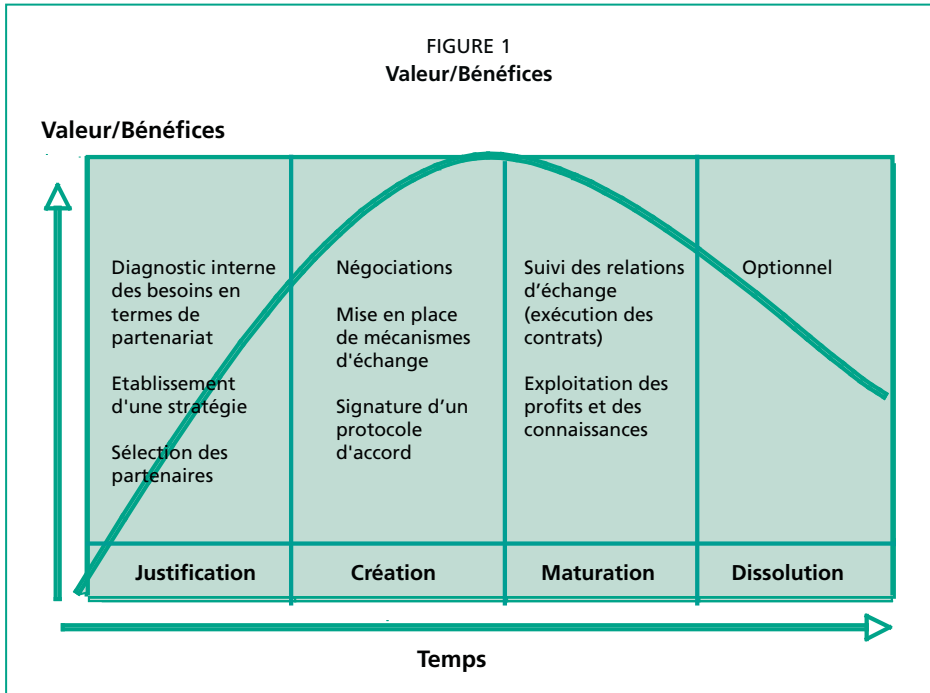 FIGURE 1
Valeur/Bénéfices
Valeur/Bénéfices
Diagnostic interne
des besoins en
termes de
partenariat
Etablissement
d'une stratégie
Sélection des
partenaires
Négociations
Mise en place
de mécanismes
d'échange
Signature d’un
protocole
d'accord
Suivi des relations
d’échange
(exécution des
contrats)
Exploitation des
profits et des
connaissances
Optionnel
Justification
Création
Maturation
Dissolution
Temps